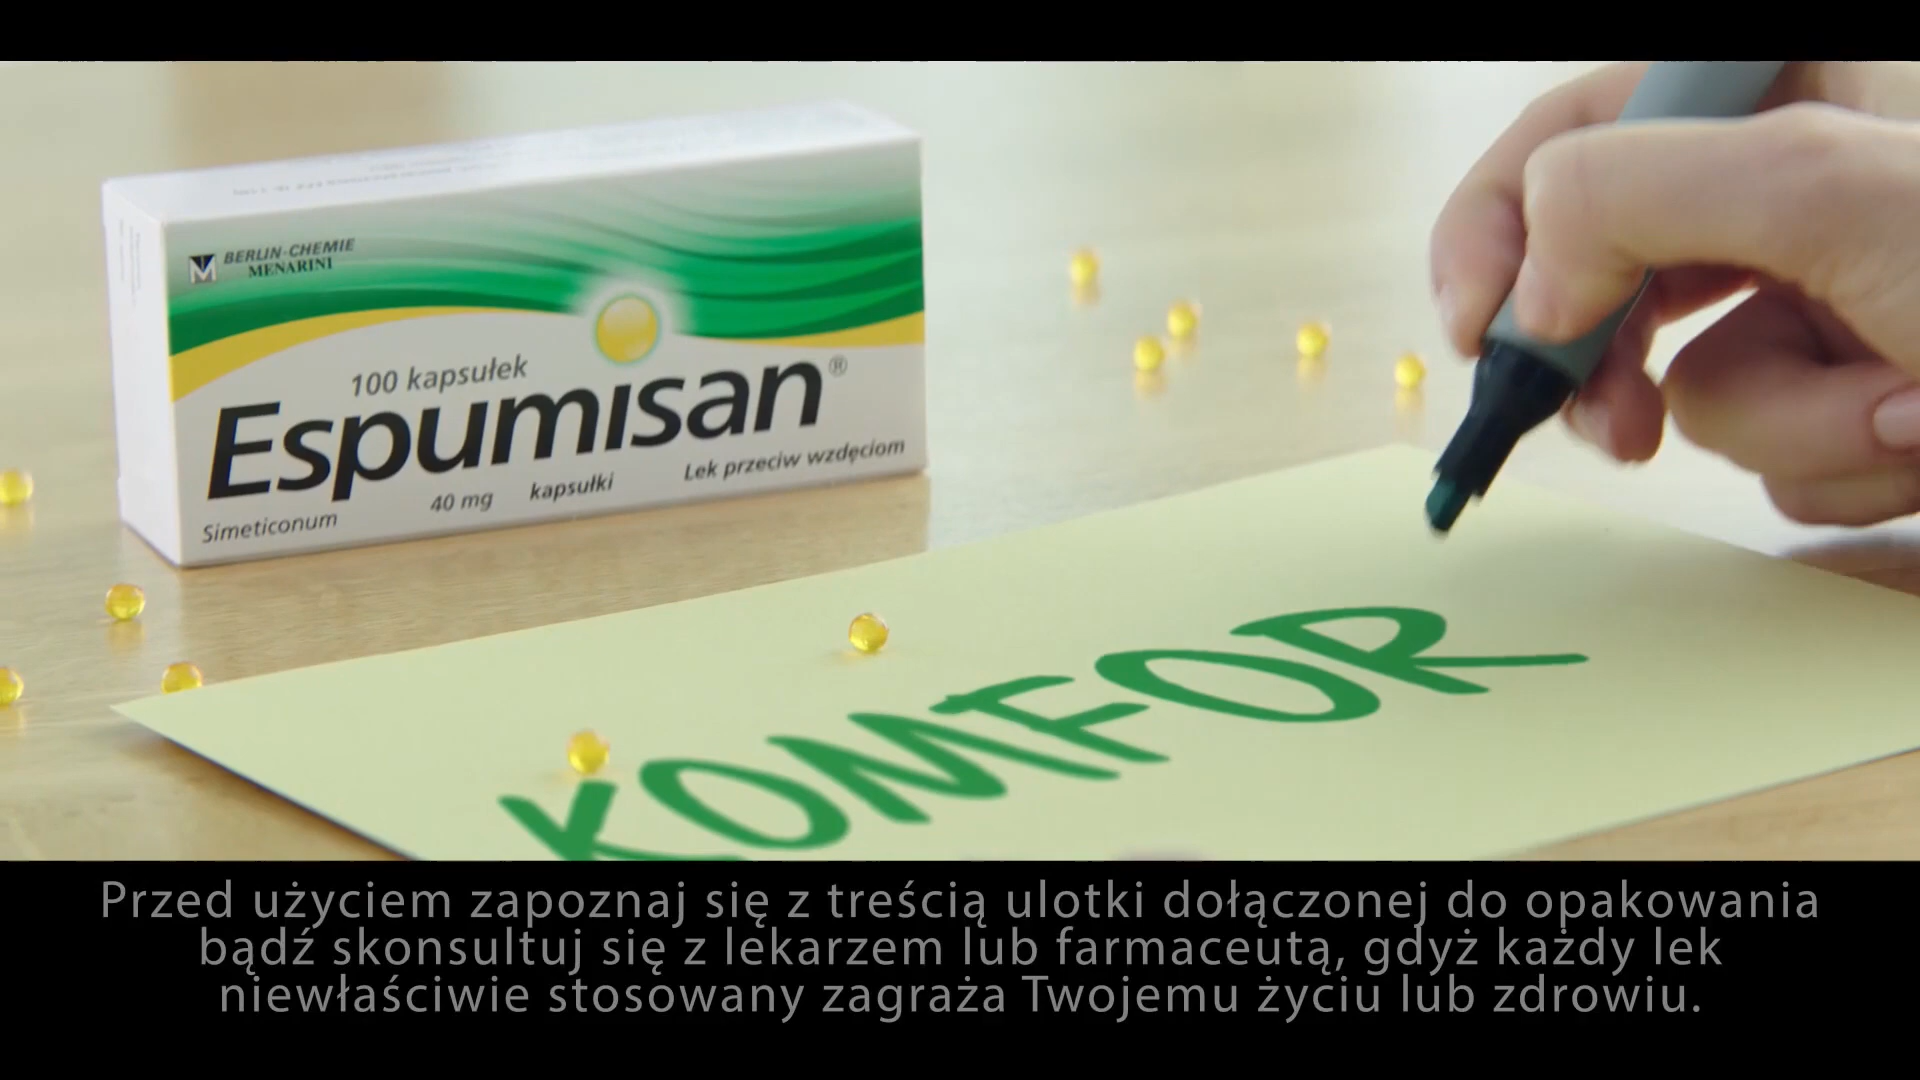 BERLIN-CHEMIE
MENARINI
100 kapsułek
Espumisan®
Simeticonum 40 mg kapsułki Lek przeciw wzdęciom
KOMFOR
Przed użyciem zapoznaj się z treścią ulotki dołączonej do opakowania
bądź skonsultuj się z lekarzem lub farmaceutą, gdyż każdy lek
niewłaściwie stosowany zagraża Twojemu życiu lub zdrowiu.